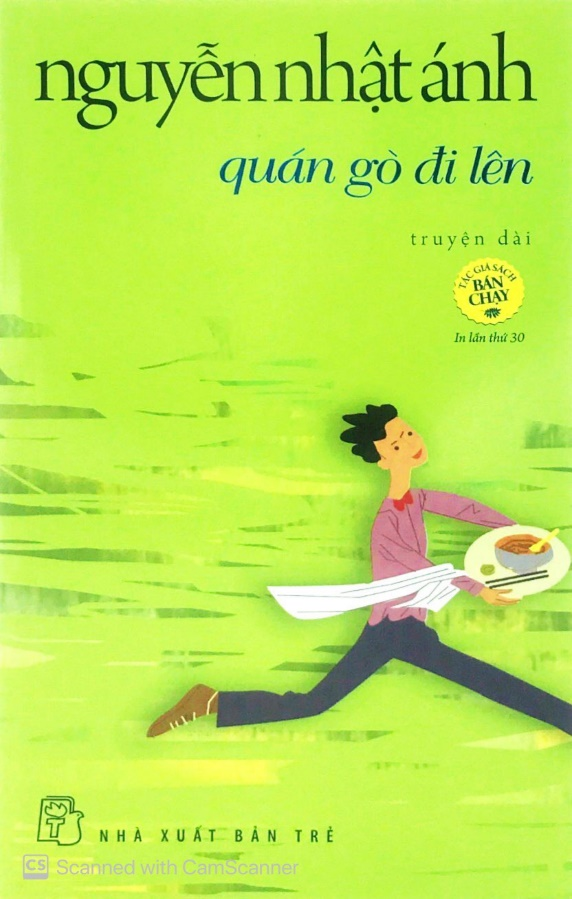 nguyễn nhật ánh
quán gò đi lên
truyện dài
TÁC GIẢ SÁCH
BÁN
CHẠY
In lần thứ 30
T
NHÀ XUẤT BẢN TRẺ
CS Scanned with CamScanner